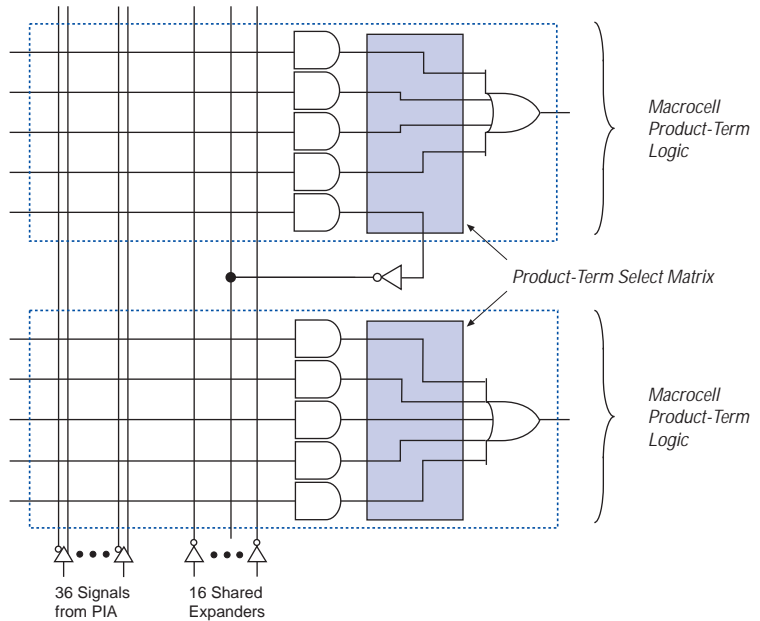 Macrocell
Product-Term
Logic
Product-Term Select Matrix
Macrocell
Product-Term
Logic
36 Signals
from PIA
16 Shared
Expanders